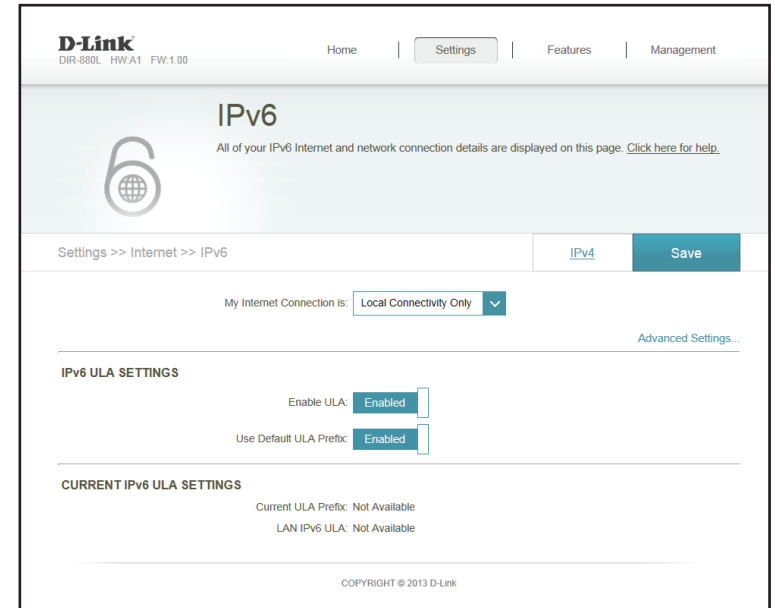 D-Link
DIR-880L HW:A1 FW:1.00
Home | Settings | Features | Management
IPv6
All of your IPv6 Internet and network connection details are displayed on this page. Click here for help.
Settings >> Internet >> IPv6
IPv4
Save
My Internet Connection is: Local Connectivity Only
Advanced Settings...
IPv6 ULA SETTINGS
Enable ULA: Enabled
Use Default ULA Prefix: Enabled
CURRENT IPv6 ULA SETTINGS
Current ULA Prefix: Not Available
LAN IPv6 ULA: Not Available
COPYRIGHT © 2013 D-Link